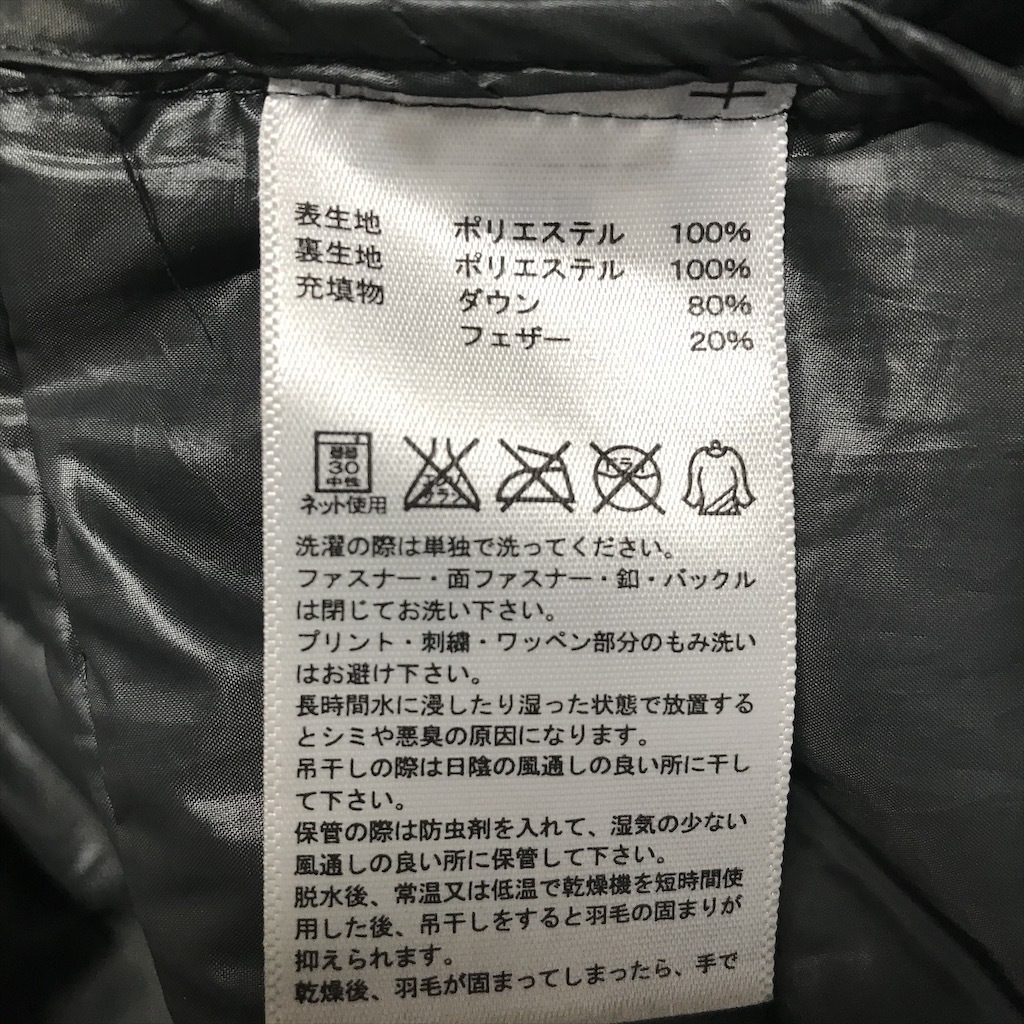 表生地 ポリエステル 100%
裏生地 ポリエステル 100%
充填物 ダウン 80%
フェザー 20%
30
中性
ネット使用
エンソ
サラシ
ドライ
洗濯の際は単独で洗ってください。
ファスナー・面ファスナー・釦・バックル
は閉じてお洗い下さい。
プリント・刺繍・ワッペン部分のもみ洗い
はお避け下さい。
長時間水に浸したり湿った状態で放置する
とシミや悪臭の原因になります。
吊干しの際は日陰の風通しの良い所に干し
て下さい。
保管の際は防虫剤を入れて、湿気の少ない
風通しの良い所に保管して下さい。
脱水後、常温又は低温で乾燥機を短時間使
用した後、吊干しをすると羽毛の固まりが
抑えられます。
乾燥後、羽毛が固まってしまったら、手で